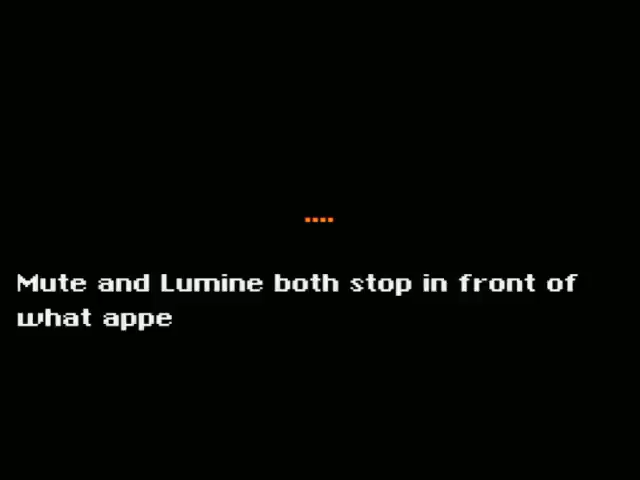 ....
Mute and Lumine both stop in front of
what appe